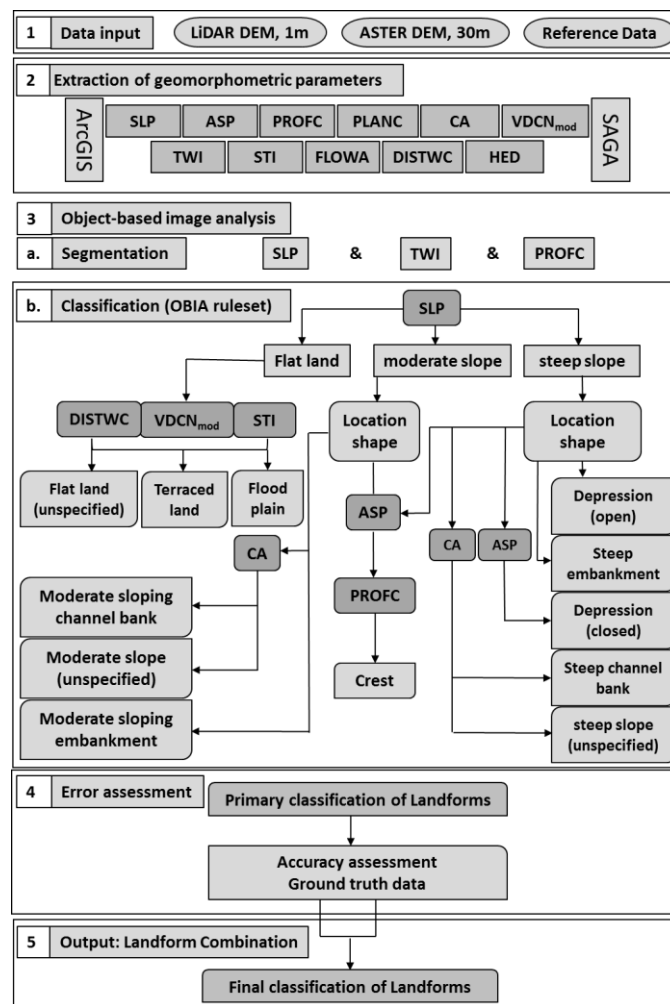 1 Data input LiDAR DEM, 1m ASTER DEM, 30m Reference Data
2 Extraction of geomorphometric parameters
ArcGIS
SLP ASP PROFC PLANC CA VDCNmod
SAGA
TWI STI FLOWA DISTWC HED
3 Object-based image analysis
a. Segmentation SLP & TWI & PROFC
b. Classification (OBIA ruleset)
SLP
Flat land moderate slope steep slope
DISTWC VDCNmod STI
Location
shape
Location
shape
Flat land
(unspecified)
Terraced
land
Flood
plain
ASP
CA
CA
ASP
PROFC
Crest
Moderate sloping
channel bank
Moderate slope
(unspecified)
Moderate sloping
embankment
Depression
(open)
Steep
embankment
Depression
(closed)
Steep channel
bank
steep slope
(unspecified)
4 Error assessment
Primary classification of Landforms
Accuracy assessment
Ground truth data
5 Output: Landform Combination
Final classification of Landforms